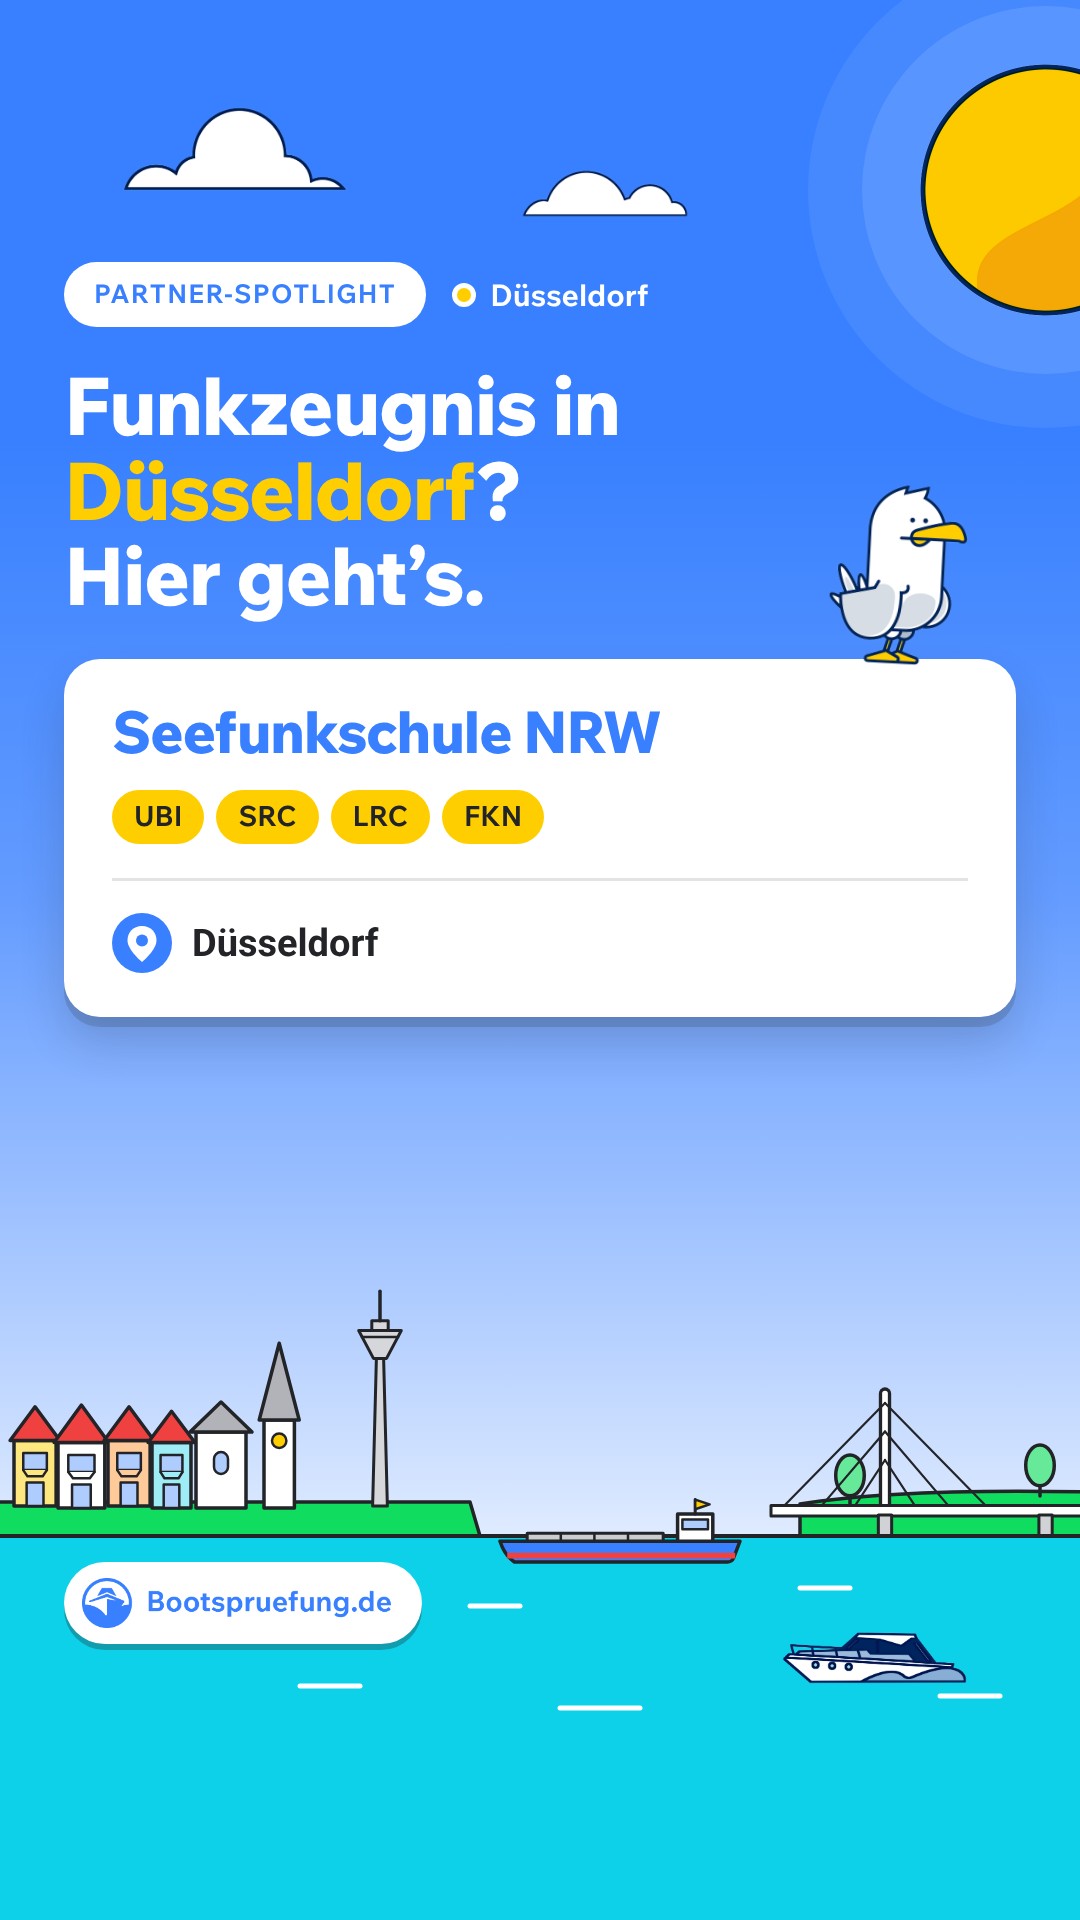 PARTNER-SPOTLIGHT
Düsseldorf
Funkzeugnis in
Düsseldorf?
Hier geht’s.
Seefunkschule NRW
UBI SRC LRC FKN
Düsseldorf
Bootspruefung.de